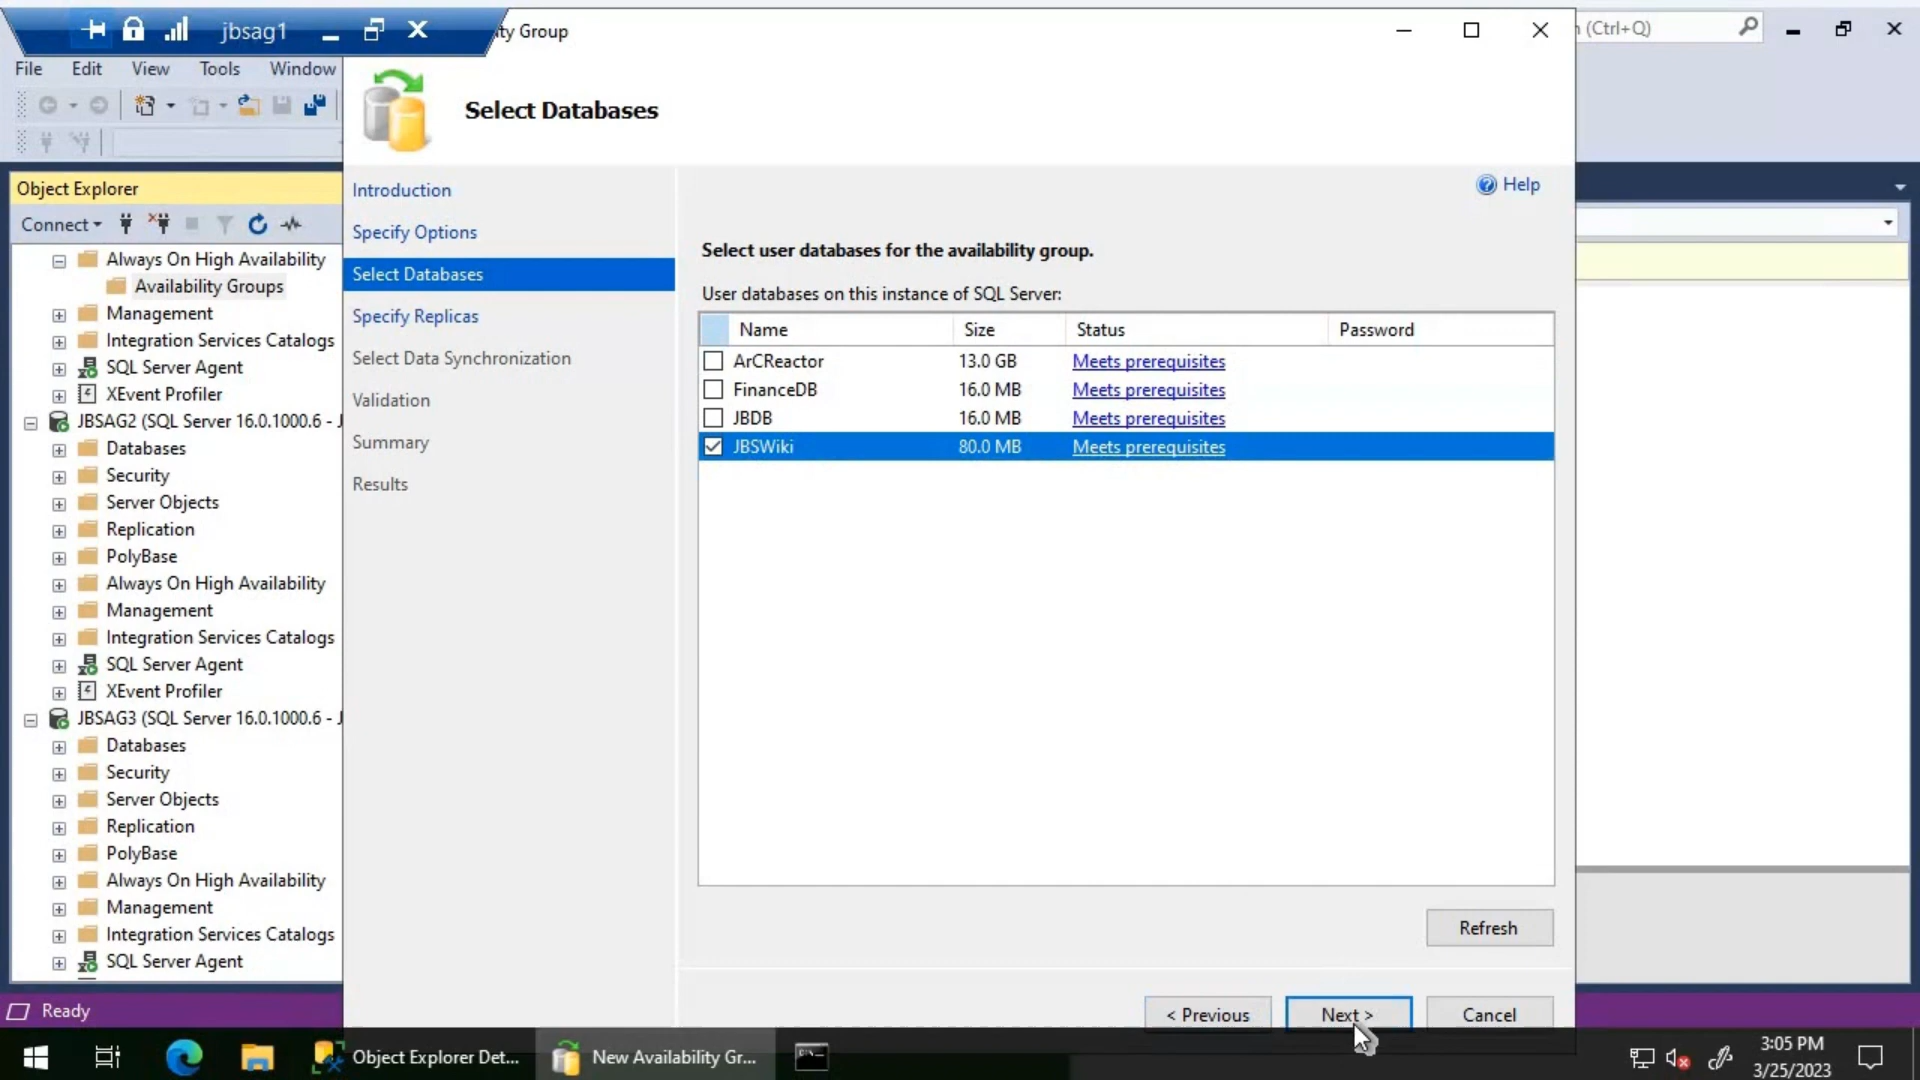 jbsag1
ty Group
(Ctrl+Q)
File Edit View Tools Window
Select Databases
Object Explorer
Connect
Always On High Availability
Availability Groups
Management
Integration Services Catalogs
SQL Server Agent
XEvent Profiler
JBSAG2 (SQL Server 16.0.1000.6 - J
Databases
Security
Server Objects
Replication
PolyBase
Always On High Availability
Management
Integration Services Catalogs
SQL Server Agent
XEvent Profiler
JBSAG3 (SQL Server 16.0.1000.6 - J
Databases
Security
Server Objects
Replication
PolyBase
Always On High Availability
Management
Integration Services Catalogs
SQL Server Agent
Introduction
Specify Options
Select Databases
Specify Replicas
Select Data Synchronization
Validation
Summary
Results
Help
Select user databases for the availability group.
User databases on this instance of SQL Server:
Name Size Status Password
ArCReactor 13.0 GB Meets prerequisites
FinanceDB 16.0 MB Meets prerequisites
JBDB 16.0 MB Meets prerequisites
JBSWiki 80.0 MB Meets prerequisites
Refresh
< Previous Next > Cancel
Ready
Object Explorer Det...
New Availability Gr...
3:05 PM
3/25/2023